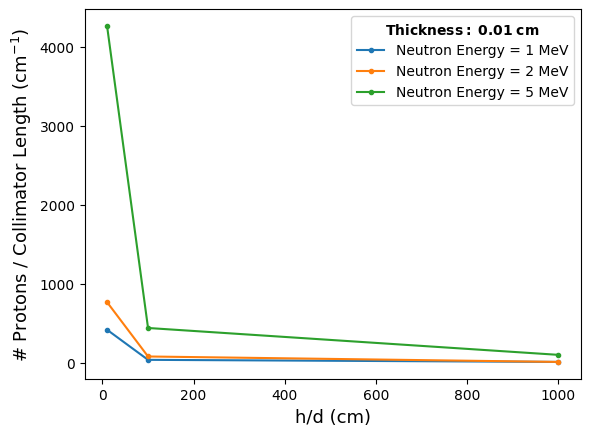 Thickness: 0.01 cm
Neutron Energy = 1 MeV
Neutron Energy = 2 MeV
Neutron Energy = 5 MeV
# Protons / Collimator Length (cm⁻¹)
4000
3000
2000
1000
0
0 200 400 600 800 1000
h/d (cm)